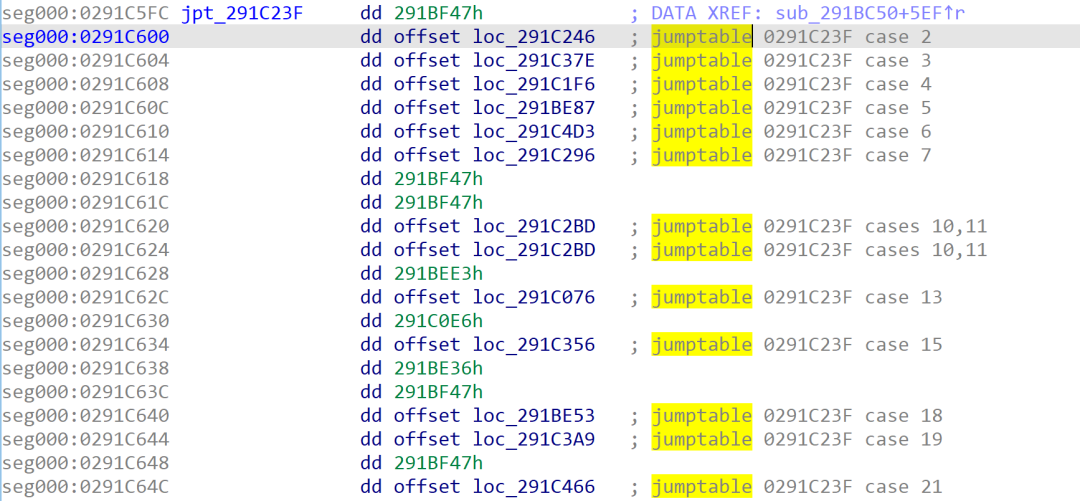 seg000:0291C5FC jpt_291C23F dd 291BF47h ; DATA XREF: sub_291BC50+5EF↑r
seg000:0291C600 dd offset loc_291C246 ; jumptable 0291C23F case 2
seg000:0291C604 dd offset loc_291C37E ; jumptable 0291C23F case 3
seg000:0291C608 dd offset loc_291C1F6 ; jumptable 0291C23F case 4
seg000:0291C60C dd offset loc_291BE87 ; jumptable 0291C23F case 5
seg000:0291C610 dd offset loc_291C4D3 ; jumptable 0291C23F case 6
seg000:0291C614 dd offset loc_291C296 ; jumptable 0291C23F case 7
seg000:0291C618 dd 291BF47h
seg000:0291C61C dd 291BF47h
seg000:0291C620 dd offset loc_291C2BD ; jumptable 0291C23F cases 10,11
seg000:0291C624 dd offset loc_291C2BD ; jumptable 0291C23F cases 10,11
seg000:0291C628 dd 291BEE3h
seg000:0291C62C dd offset loc_291C076 ; jumptable 0291C23F case 13
seg000:0291C630 dd 291C0E6h
seg000:0291C634 dd offset loc_291C356 ; jumptable 0291C23F case 15
seg000:0291C638 dd 291BE36h
seg000:0291C63C dd 291BF47h
seg000:0291C640 dd offset loc_291BE53 ; jumptable 0291C23F case 18
seg000:0291C644 dd offset loc_291C3A9 ; jumptable 0291C23F case 19
seg000:0291C648 dd 291BF47h
seg000:0291C64C dd offset loc_291C466 ; jumptable 0291C23F case 21